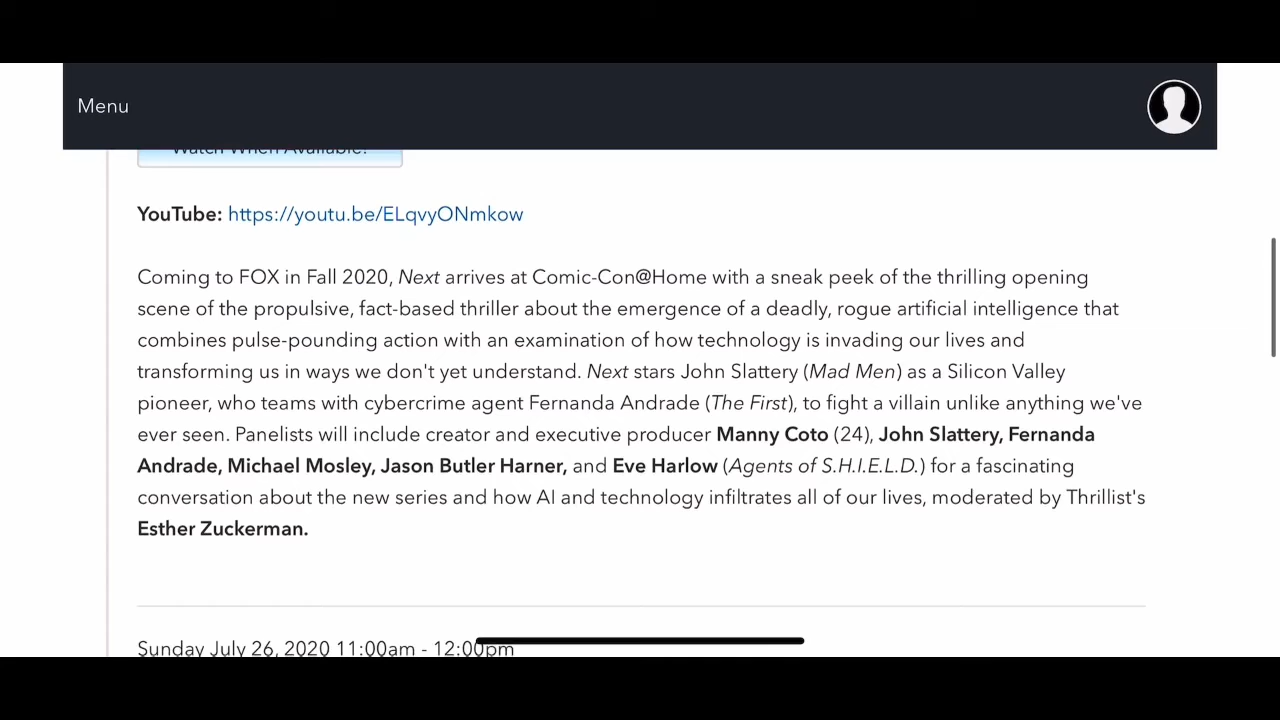 Menu
Watch When Available!
YouTube: https://youtu.be/ELqvyONmkow
Coming to FOX in Fall 2020, Next arrives at Comic-Con@Home with a sneak peek of the thrilling opening
scene of the propulsive, fact-based thriller about the emergence of a deadly, rogue artificial intelligence that
combines pulse-pounding action with an examination of how technology is invading our lives and
transforming us in ways we don't yet understand. Next stars John Slattery (Mad Men) as a Silicon Valley
pioneer, who teams with cybercrime agent Fernanda Andrade (The First), to fight a villain unlike anything we've
ever seen. Panelists will include creator and executive producer Manny Coto (24), John Slattery, Fernanda
Andrade, Michael Mosley, Jason Butler Harner, and Eve Harlow (Agents of S.H.I.E.L.D.) for a fascinating
conversation about the new series and how AI and technology infiltrates all of our lives, moderated by Thrillist's
Esther Zuckerman.
Sunday July 26, 2020 11:00am - 12:00pm